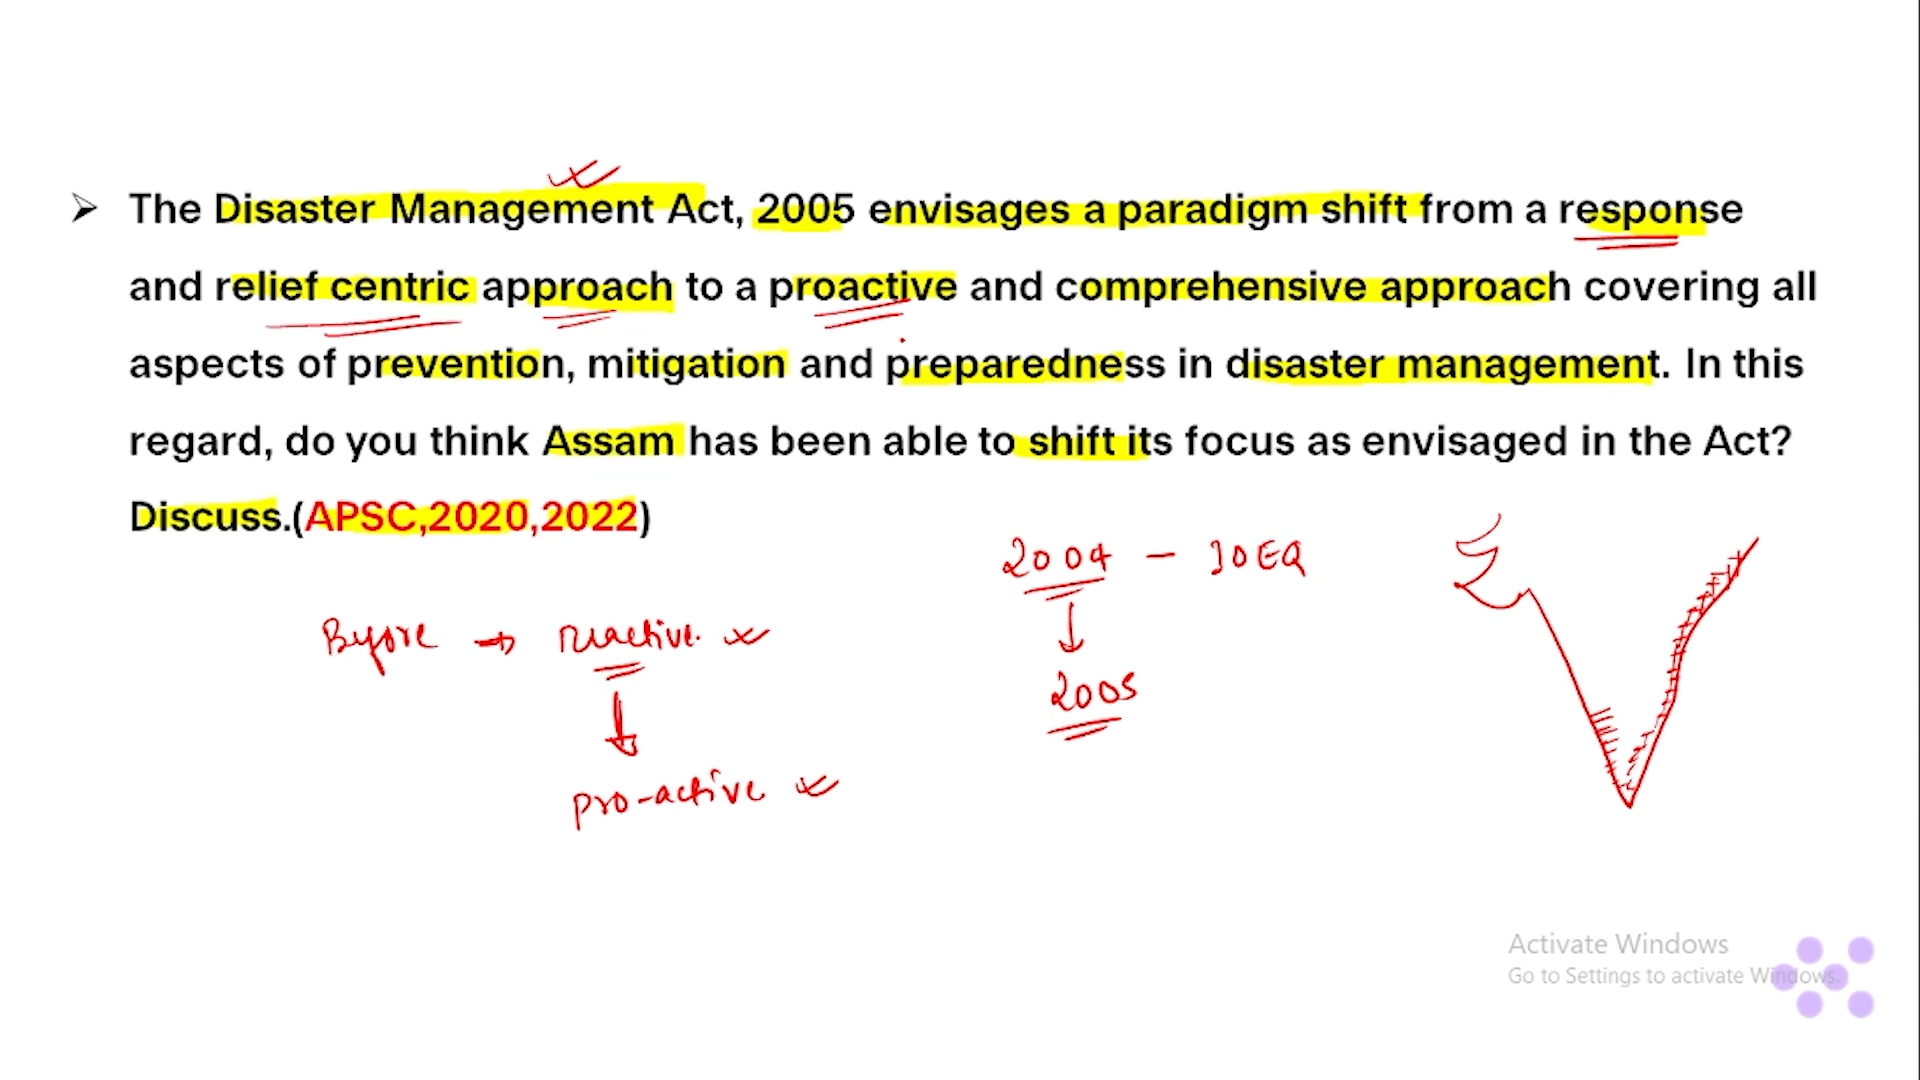 ➢ The Disaster Management Act, 2005 envisages a paradigm shift from a response
and relief centric approach to a proactive and comprehensive approach covering all
aspects of prevention, mitigation and preparedness in disaster management. In this
regard, do you think Assam has been able to shift its focus as envisaged in the Act?
Discuss.(APSC,2020,2022)
2004 - IOEQ
Before → reactive
2005
pro-active
Activate Windows
Go to Settings to activate Windows.